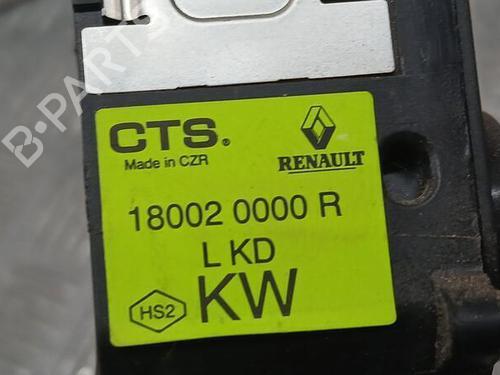 B-PARTS
CTS®
Made in CZR
RENAULT
18002 0000 R
L KD
HS2
KW